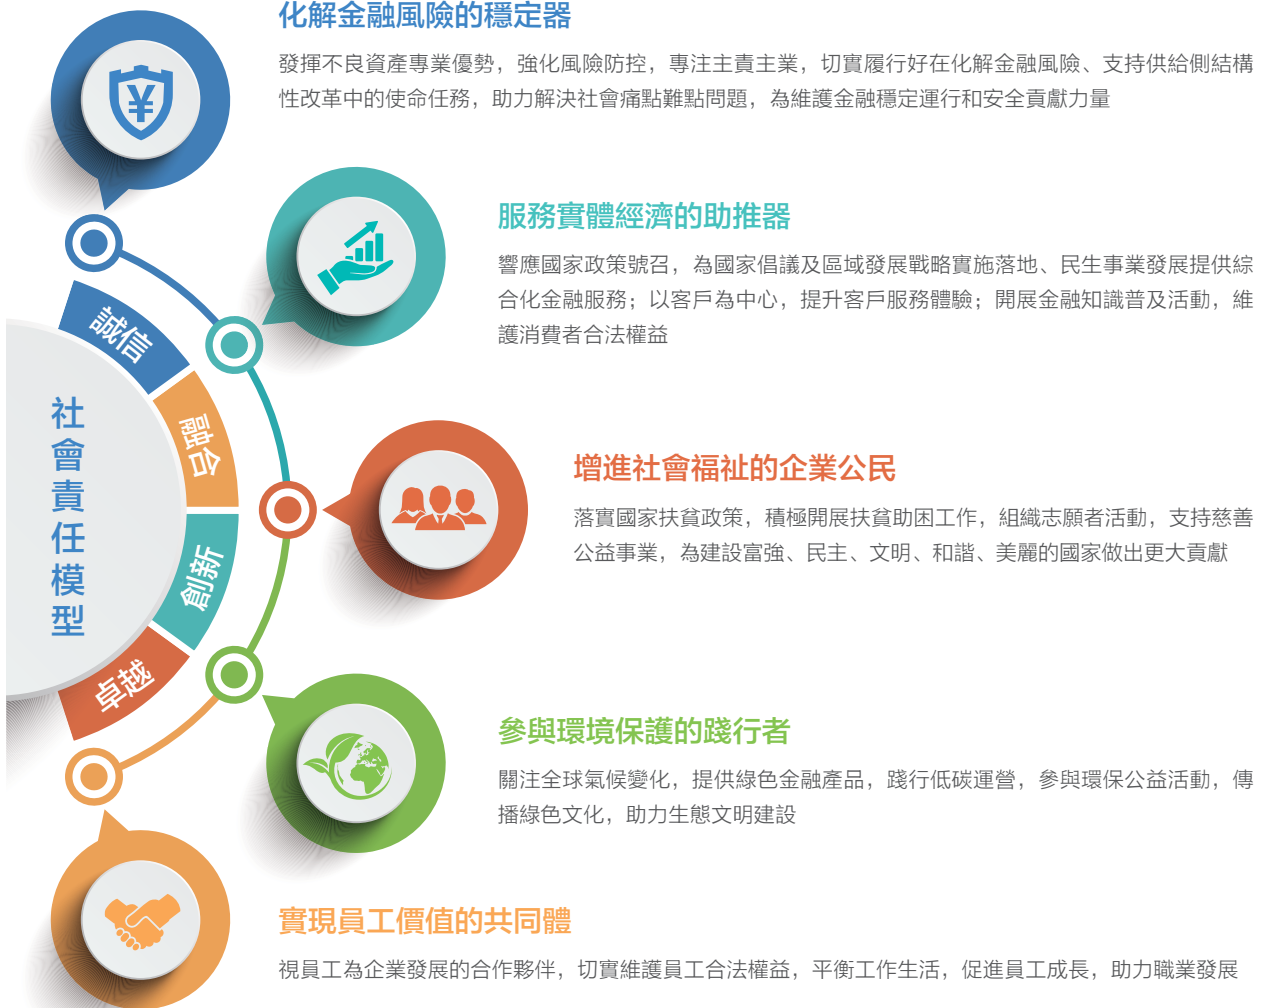 化解金融風險的穩定器
發揮不良資產專業優勢，強化風險防控，專注主責主業，切實履行好在化解金融風險、支持供給側結構
性改革中的使命任務，助力解決社會痛點難點問題，為維護金融穩定運行和安全貢獻力量
服務實體經濟的助推器
響應國家政策號召，為國家倡議及區域發展戰略實施落地、民生事業發展提供綜
合化金融服務；以客戶為中心，提升客戶服務體驗；開展金融知識普及活動，維
護消費者合法權益
誠信
融合
創新
卓越
社會責任模型
增進社會福祉的企業公民
落實國家扶貧政策，積極開展扶貧助困工作，組織志願者活動，支持慈善
公益事業，為建設富強、民主、文明、和諧、美麗的國家做出更大貢獻
參與環境保護的踐行者
關注全球氣候變化，提供綠色金融產品，踐行低碳運營，參與環保公益活動，傳
播綠色文化，助力生態文明建設
實現員工價值的共同體
視員工為企業發展的合作夥伴，切實維護員工合法權益，平衡工作生活，促進員工成長，助力職業發展